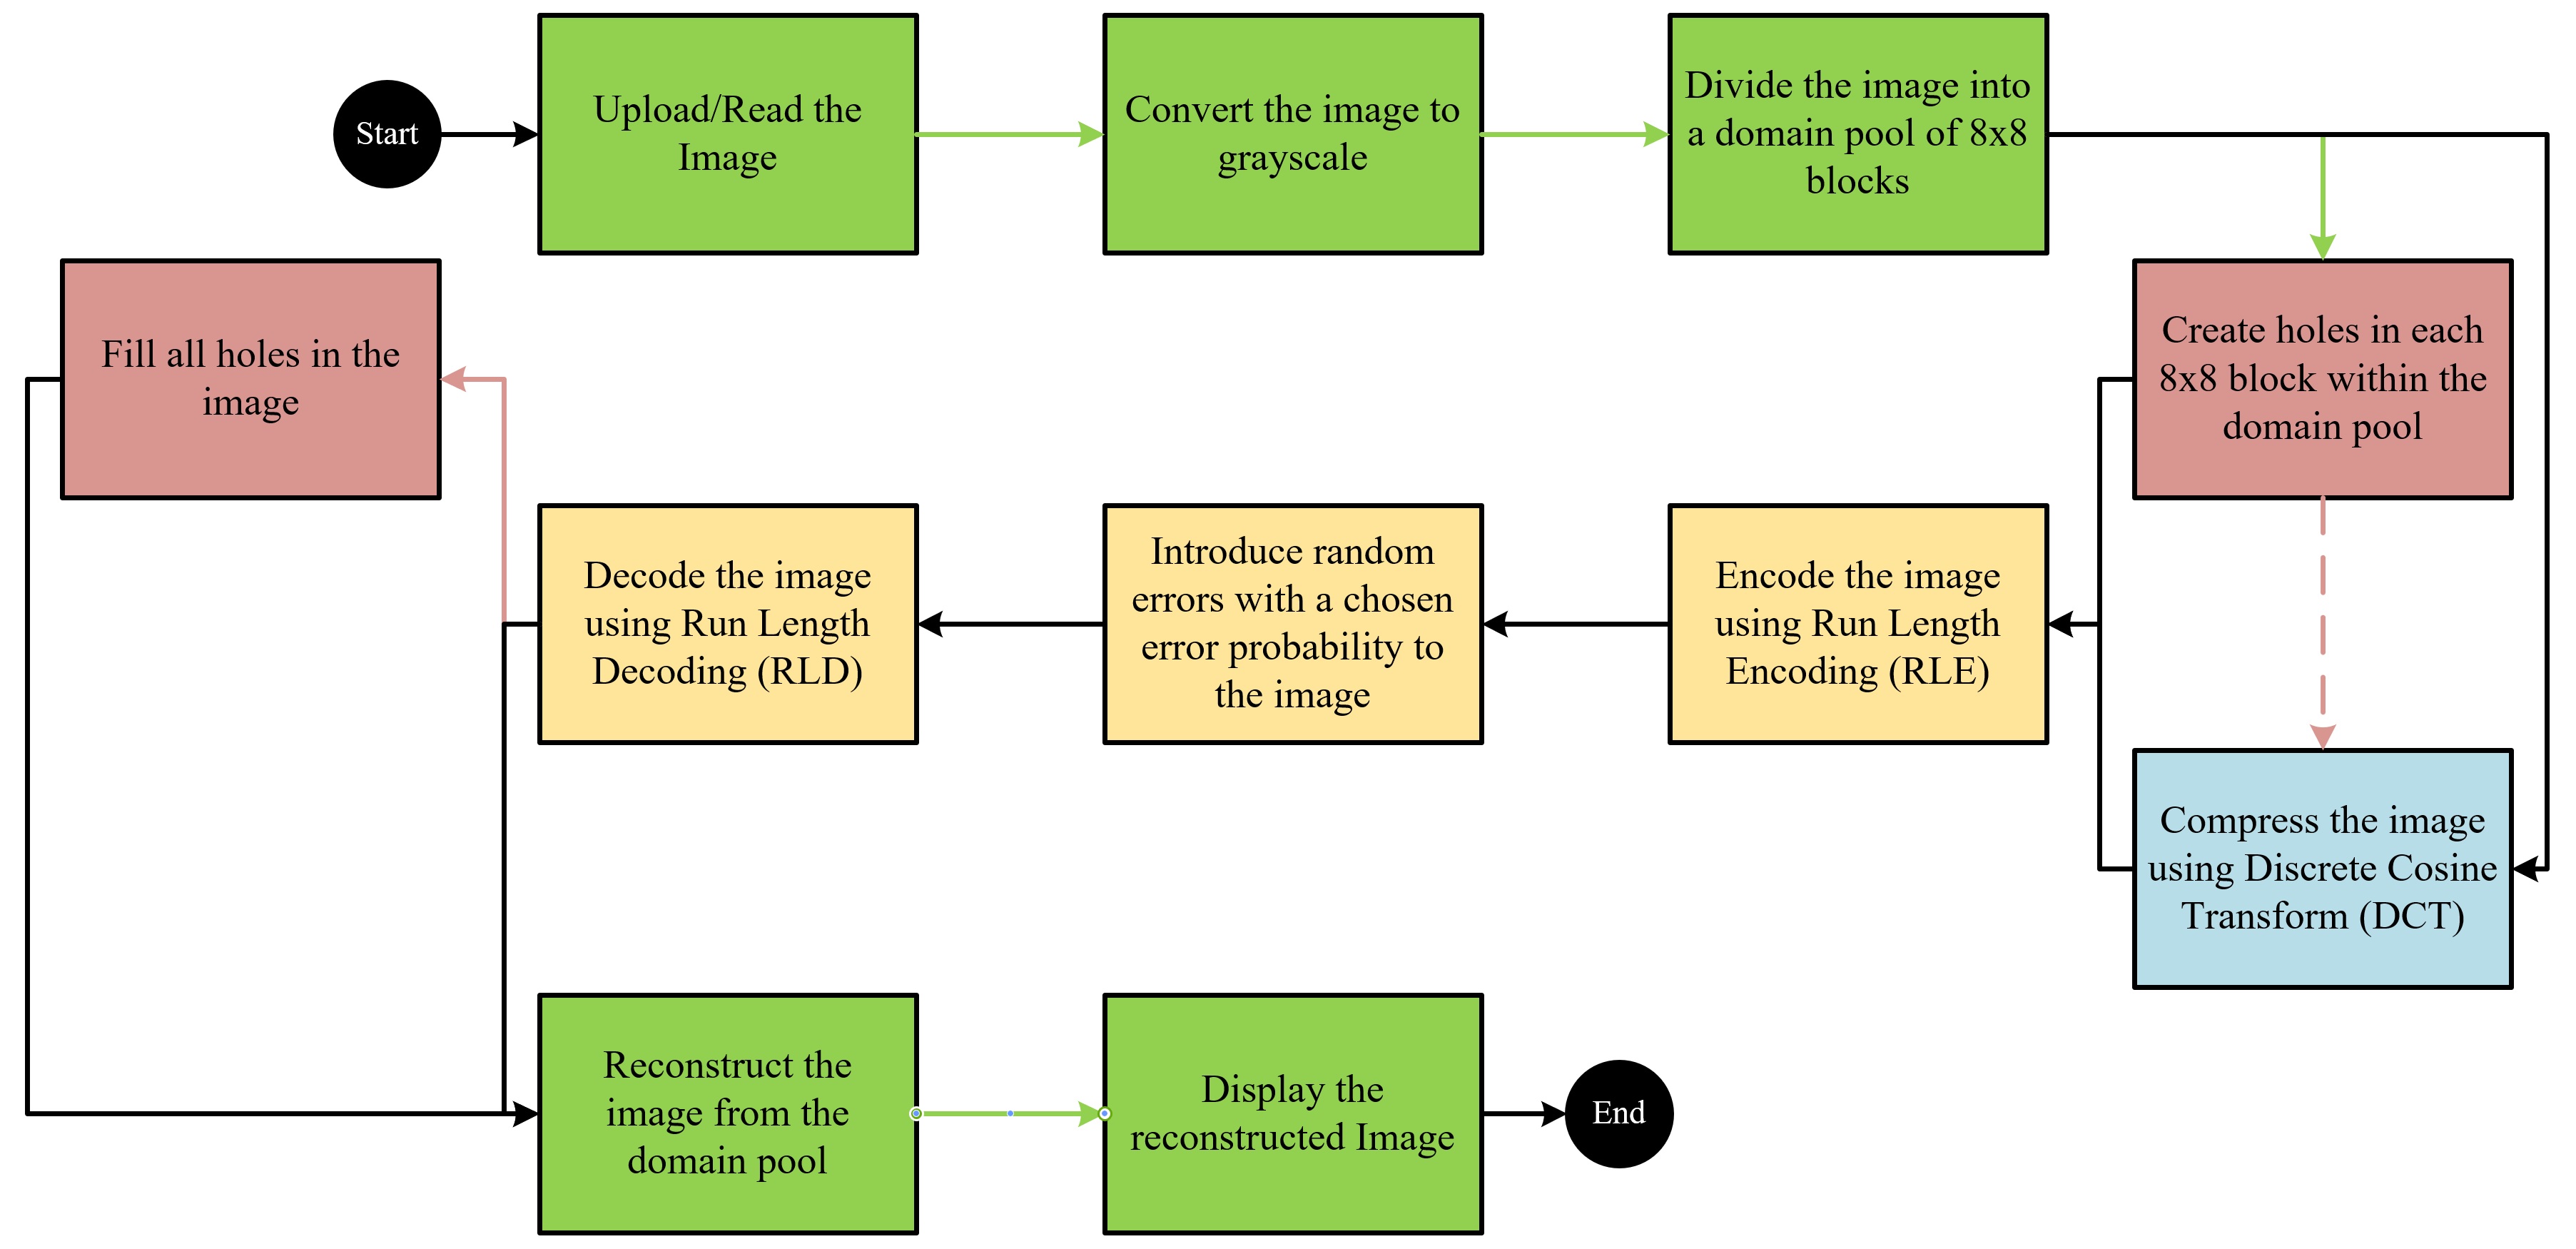 Start
Upload/Read the
Image
Convert the image to
grayscale
Divide the image into
a domain pool of 8x8
blocks
Fill all holes in the
image
Create holes in each
8x8 block within the
domain pool
Decode the image
using Run Length
Decoding (RLD)
Introduce random
errors with a chosen
error probability to
the image
Encode the image
using Run Length
Encoding (RLE)
Compress the image
using Discrete Cosine
Transform (DCT)
Reconstruct the
image from the
domain pool
Display the
reconstructed Image
End